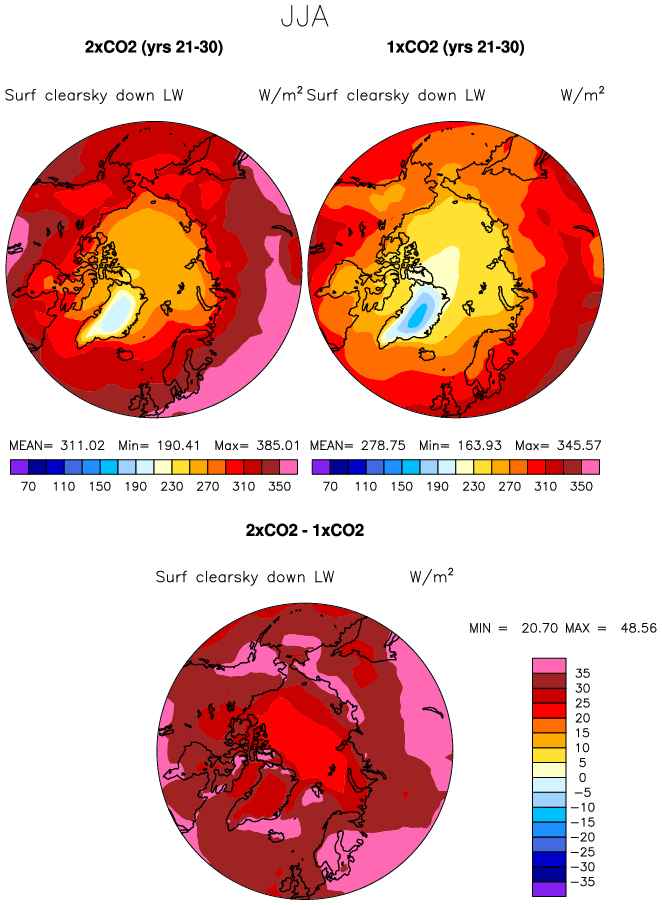 JJA
2xCO2 (yrs 21-30) 1xCO2 (yrs 21-30)
Surf clearsky down LW W/m² Surf clearsky down LW W/m²
MEAN= 311.02 Min= 190.41 Max= 385.01 MEAN= 278.75 Min= 163.93 Max= 345.57
70 110 150 190 230 270 310 350 70 110 150 190 230 270 310 350
2xCO2 - 1xCO2
Surf clearsky down LW W/m²
MIN = 20.70 MAX = 48.56
35
30
25
20
15
10
5
0
−5
−10
−15
−20
−25
−30
−35